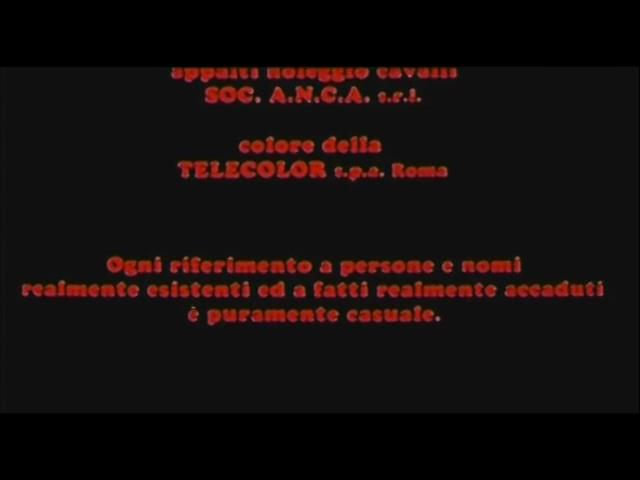 appalti noleggio cavalli
SOC. A.N.C.A. s.r.l.
colore della
TELECOLOR s.p.a. Roma
Ogni riferimento a persone e nomi
realmente esistenti ed a fatti realmente accaduti
è puramente casuale.